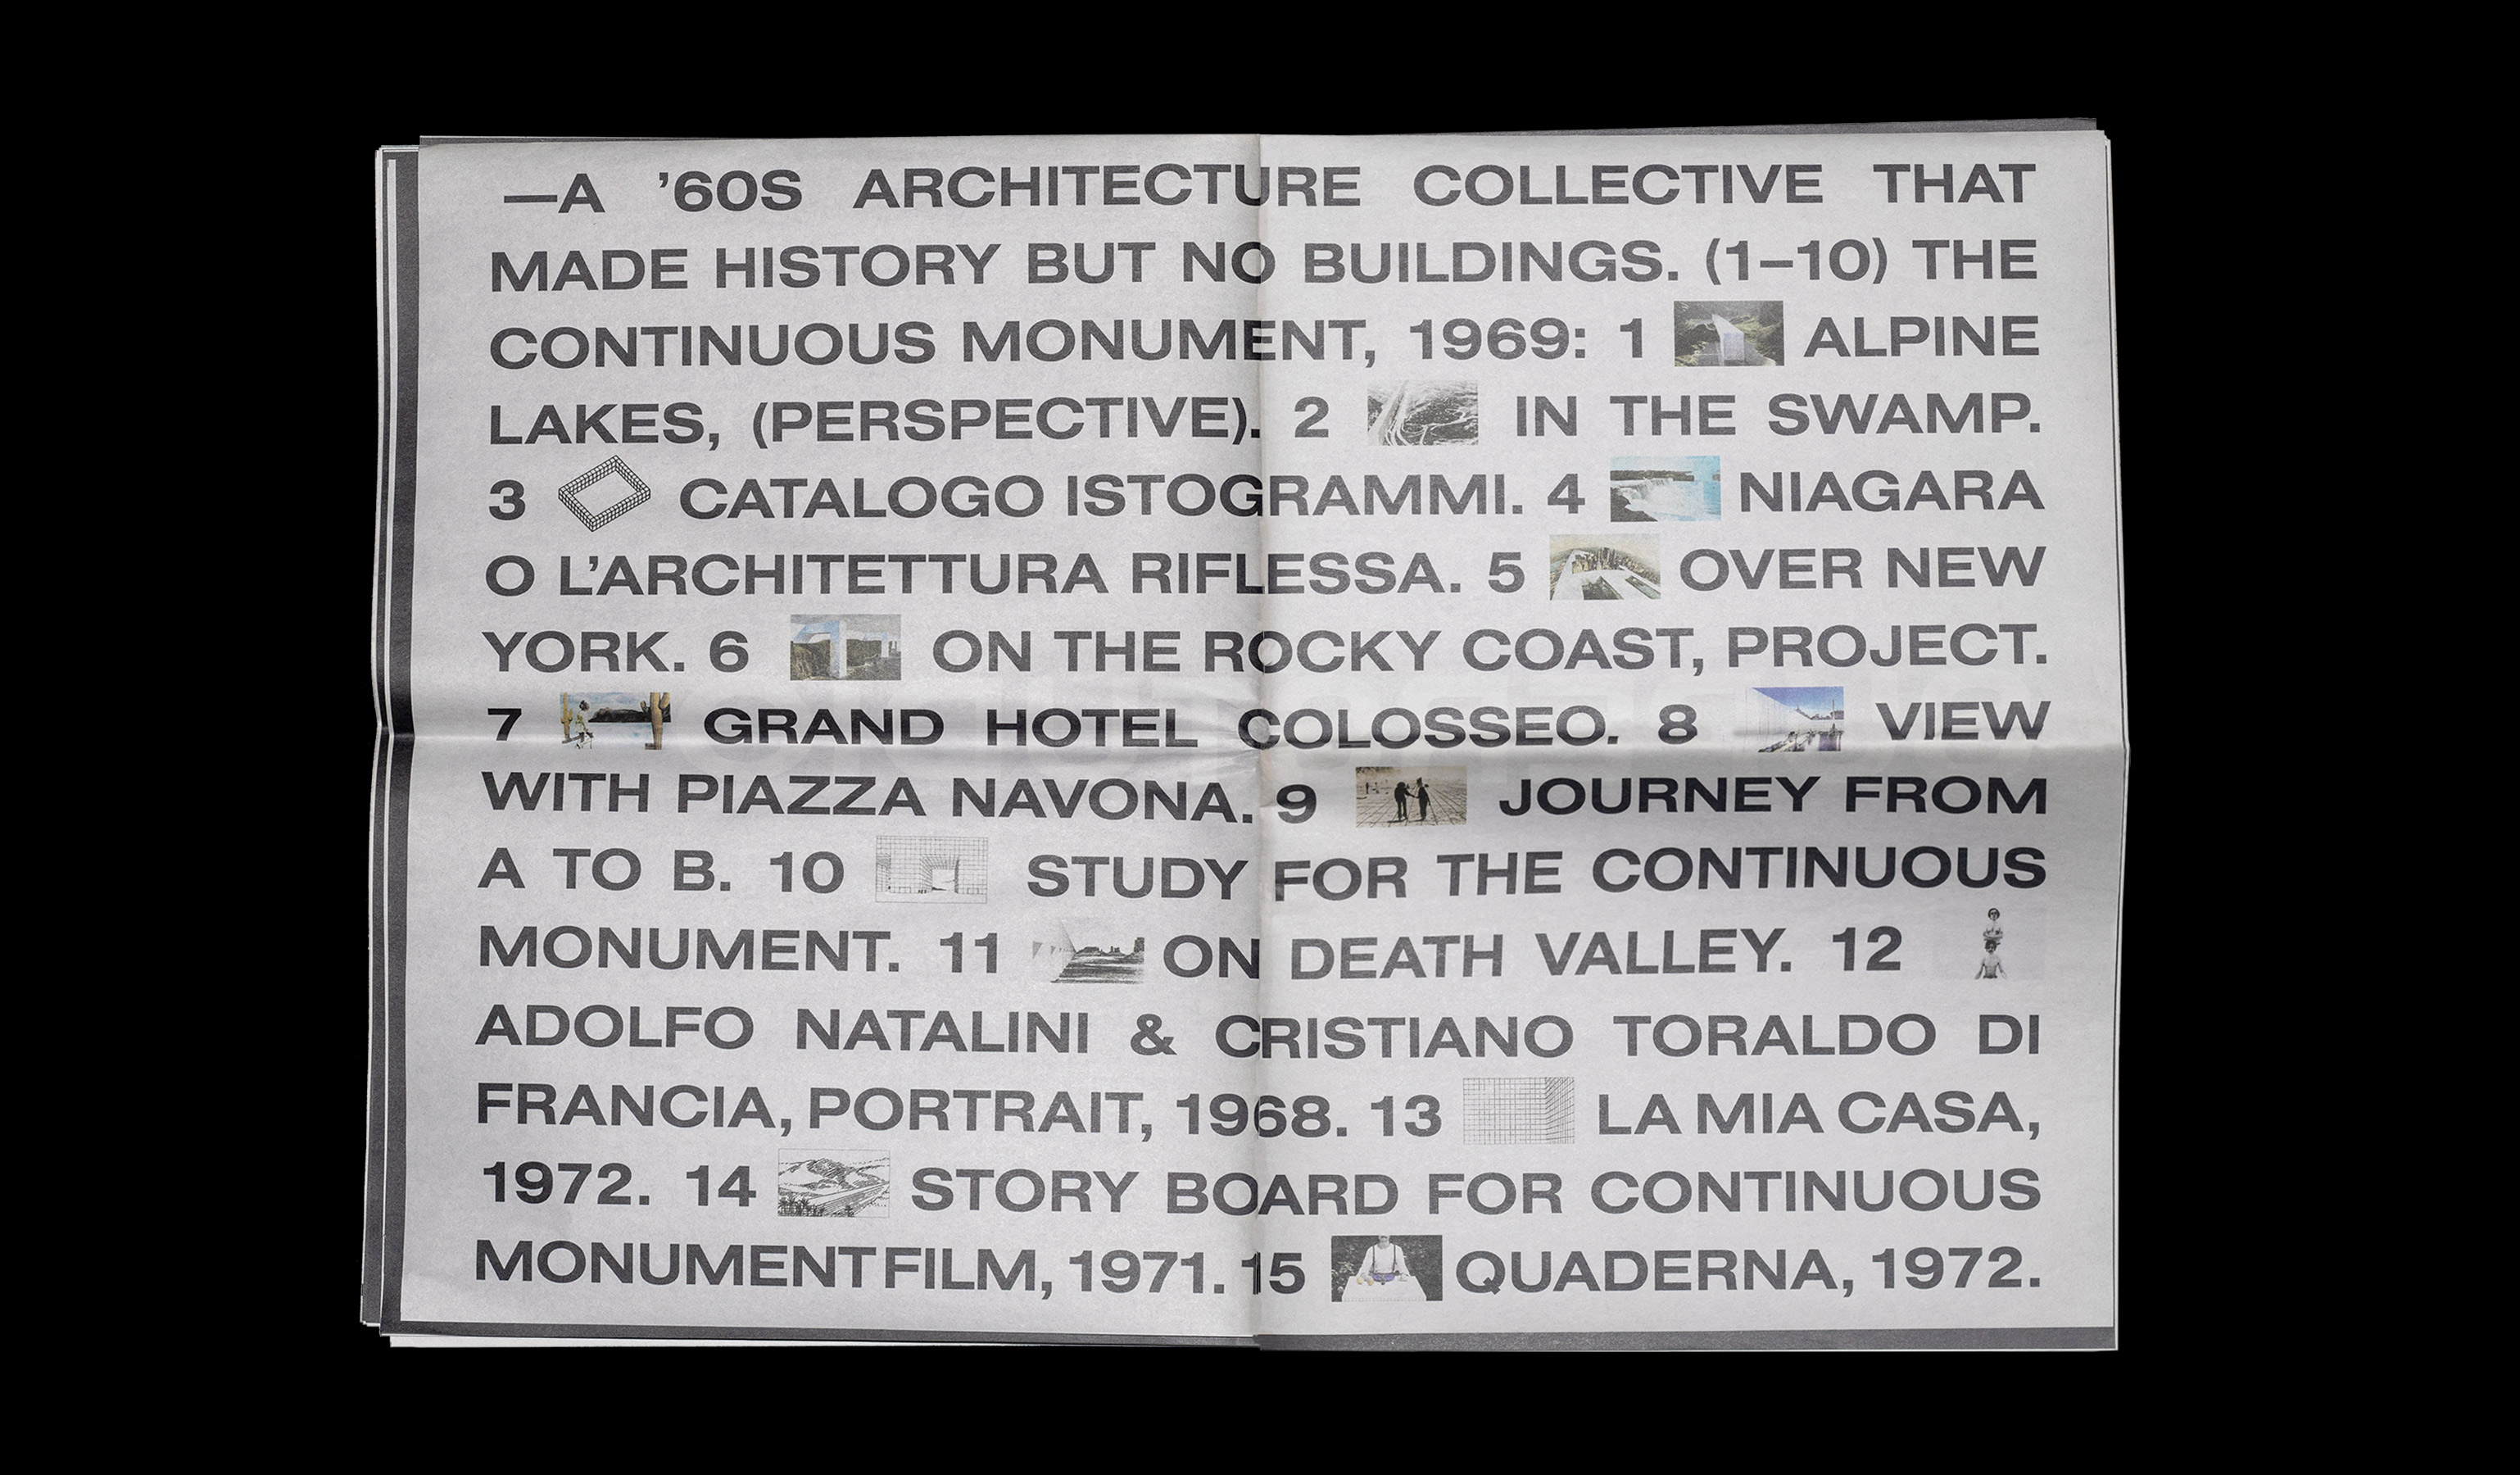 —A ’60S ARCHITECTURE COLLECTIVE THAT
MADE HISTORY BUT NO BUILDINGS. (1–10) THE
CONTINUOUS MONUMENT, 1969: 1 ALPINE
LAKES, (PERSPECTIVE). 2 IN THE SWAMP.
3 CATALOGO ISTOGRAMMI. 4 NIAGARA
O L’ARCHITETTURA RIFLESSA. 5 OVER NEW
YORK. 6 ON THE ROCKY COAST, PROJECT.
7 GRAND HOTEL COLOSSEO. 8 VIEW
WITH PIAZZA NAVONA. 9 JOURNEY FROM
A TO B. 10 STUDY FOR THE CONTINUOUS
MONUMENT. 11 ON DEATH VALLEY. 12
ADOLFO NATALINI & CRISTIANO TORALDO DI
FRANCIA, PORTRAIT, 1968. 13 LA MIA CASA,
1972. 14 STORY BOARD FOR CONTINUOUS
MONUMENT FILM, 1971. 15 QUADERNA, 1972.